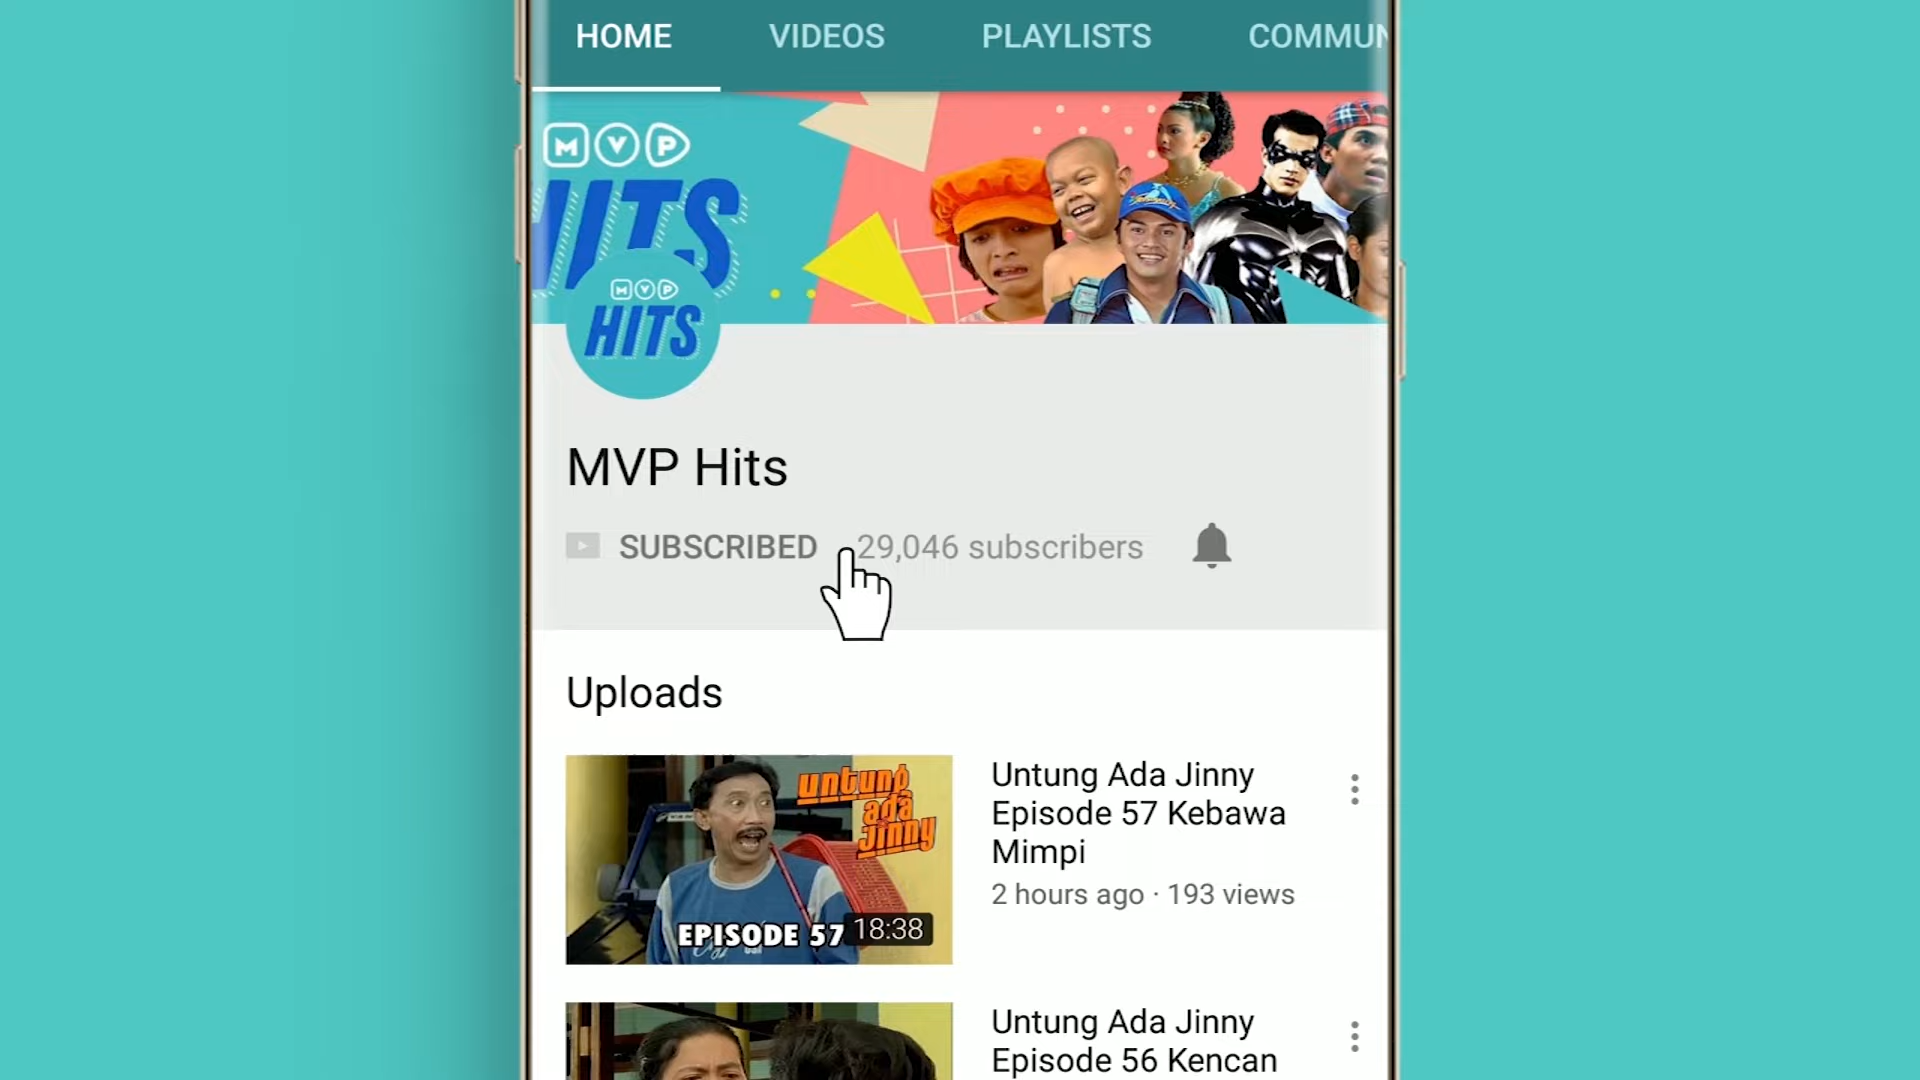 HOME VIDEOS PLAYLISTS COMMUN
MVP
HITS
MVP
HITS
MVP Hits
SUBSCRIBED 29,046 subscribers
Uploads
untung
ada
jinny
EPISODE 57 18:38
Untung Ada Jinny
Episode 57 Kebawa
Mimpi
2 hours ago · 193 views
Untung Ada Jinny
Episode 56 Kencan